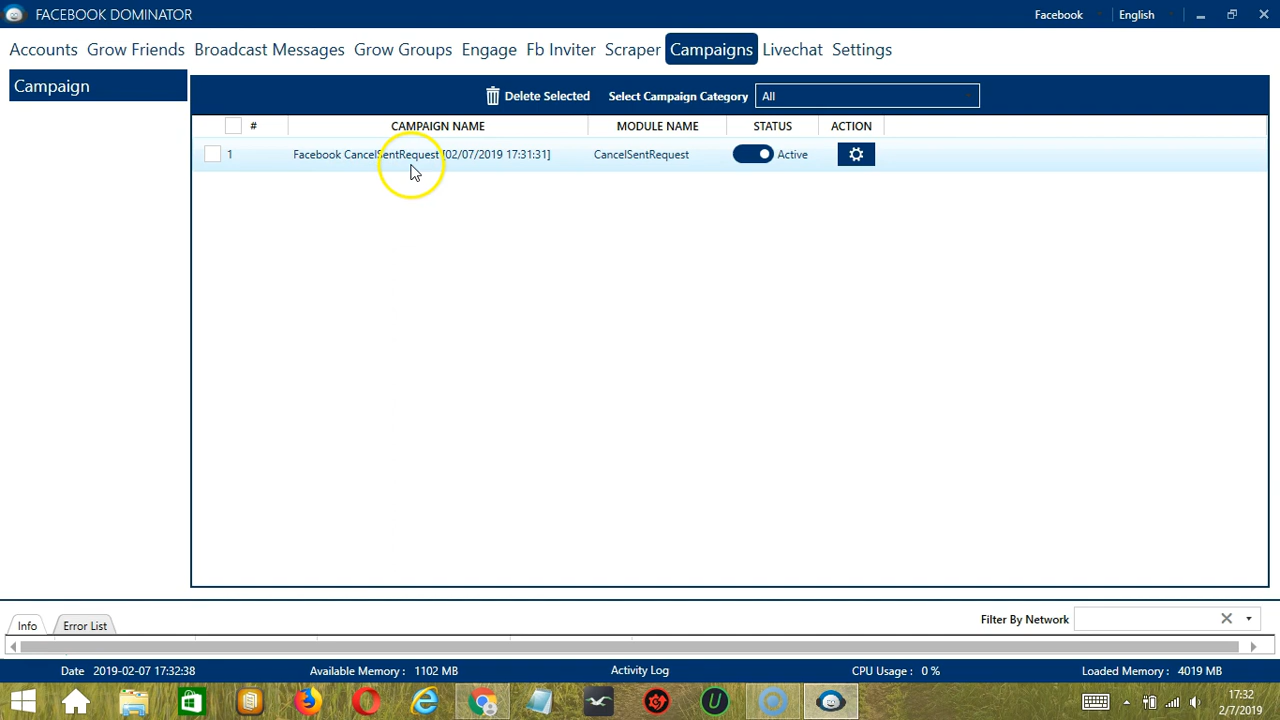 FACEBOOK DOMINATOR Facebook English
Accounts Grow Friends Broadcast Messages Grow Groups Engage Fb Inviter Scraper Campaigns Livechat Settings
Campaign
Delete Selected Select Campaign Category All
# CAMPAIGN NAME MODULE NAME STATUS ACTION
1 Facebook CancelSentRequest [02/07/2019 17:31:31] CancelSentRequest Active
Info Error List Filter By Network
Date 2019-02-07 17:32:38 Available Memory : 1102 MB Activity Log CPU Usage : 0 % Loaded Memory : 4019 MB
17:32
2/7/2019